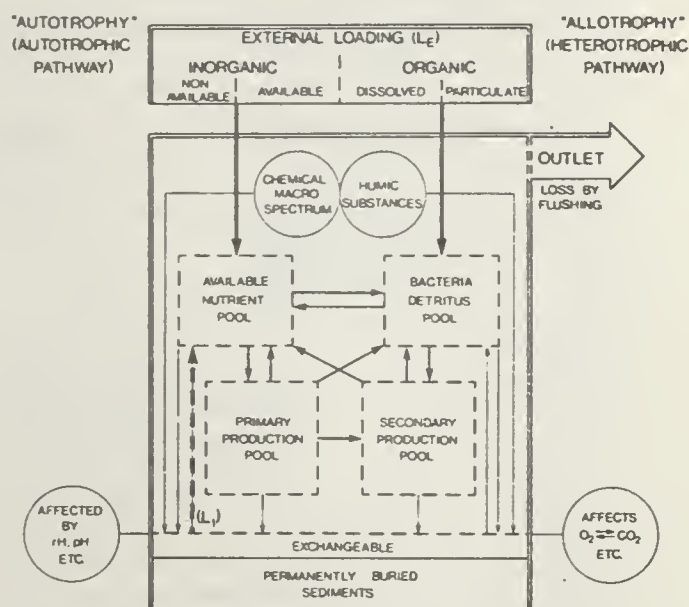 "AUTOTROPHY"
(AUTOTROPHIC
PATHWAY)
EXTERNAL LOADING (LE)
INORGANIC
ORGANIC
NON
AVAILABLE
AVAILABLE
DISSOLVED
PARTICULATE
"ALLOTROPHY"
(HETEROTROPHIC
PATHWAY)
OUTLET
LOSS BY
FLUSHING
CHEMICAL
MACRO
SPECTRUM
HUMIC
SUBSTANCES
AVAILABLE
NUTRIENT
POOL
BACTERIA
DETRITUS
POOL
PRIMARY
PRODUCTION
POOL
SECONDARY
PRODUCTION
POOL
(LI)
AFFECTED
BY
rH, pH
ETC.
AFFECTS
O2⇌CO2
ETC.
EXCHANGEABLE
PERMANENTLY BURIED
SEDIMENTS